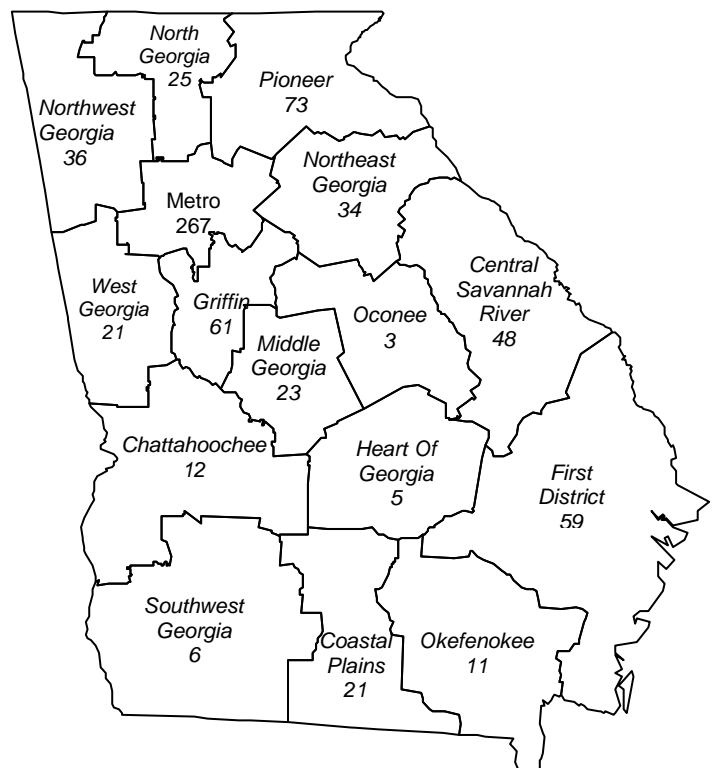 North
Georgia
25
Pioneer
73
Northwest
Georgia
36
Northeast
Georgia
34
Metro
267
Central
Savannah
River
48
West
Georgia
21
Griffin
61
Oconee
3
Middle
Georgia
23
Chattahoochee
12
Heart Of
Georgia
5
First
District
59
Southwest
Georgia
6
Coastal
Plains
21
Okefenokee
11